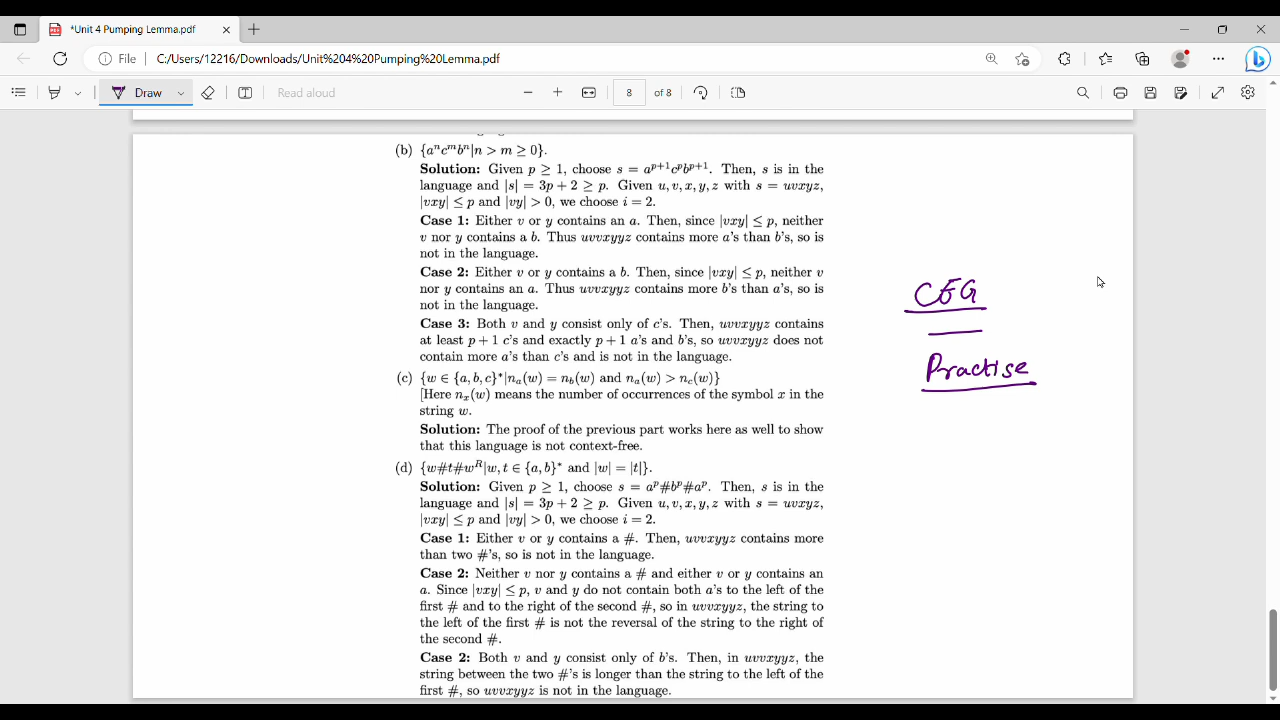 *Unit 4 Pumping Lemma.pdf
File C:/Users/12216/Downloads/Unit%204%20Pumping%20Lemma.pdf
Draw Read aloud 8 of 8
(b) {aⁿcᵐbⁿ|n > m ≥ 0}.
Solution: Given p ≥ 1, choose s = aᵖ⁺¹cᵖbᵖ⁺¹. Then, s is in the
language and |s| = 3p + 2 ≥ p. Given u, v, x, y, z with s = uvxyz,
|vxy| ≤ p and |vy| > 0, we choose i = 2.
Case 1: Either v or y contains an a. Then, since |vxy| ≤ p, neither
v nor y contains a b. Thus uvvxyyz contains more a's than b's, so is
not in the language.
Case 2: Either v or y contains a b. Then, since |vxy| ≤ p, neither v
nor y contains an a. Thus uvvxyyz contains more b's than a's, so is
not in the language.
Case 3: Both v and y consist only of c's. Then, uvvxyyz contains
at least p + 1 c's and exactly p + 1 a's and b's, so uvvxyyz does not
contain more a's than c's and is not in the language.
(c) {w ∈ {a, b, c}*|nₐ(w) = n_b(w) and nₐ(w) > n_c(w)}
[Here nₓ(w) means the number of occurrences of the symbol x in the
string w.
Solution: The proof of the previous part works here as well to show
that this language is not context-free.
(d) {w#t#wᴿ|w, t ∈ {a, b}* and |w| = |t|}.
Solution: Given p ≥ 1, choose s = aᵖ#bᵖ#aᵖ. Then, s is in the
language and |s| = 3p + 2 ≥ p. Given u, v, x, y, z with s = uvxyz,
|vxy| ≤ p and |vy| > 0, we choose i = 2.
Case 1: Either v or y contains a #. Then, uvvxyyz contains more
than two #'s, so is not in the language.
Case 2: Neither v nor y contains a # and either v or y contains an
a. Since |vxy| ≤ p, v and y do not contain both a's to the left of the
first # and to the right of the second #, so in uvvxyyz, the string to
the left of the first # is not the reversal of the string to the right of
the second #.
Case 2: Both v and y consist only of b's. Then, in uvvxyyz, the
string between the two #'s is longer than the string to the left of the
first #, so uvvxyyz is not in the language.
CFG
Practise